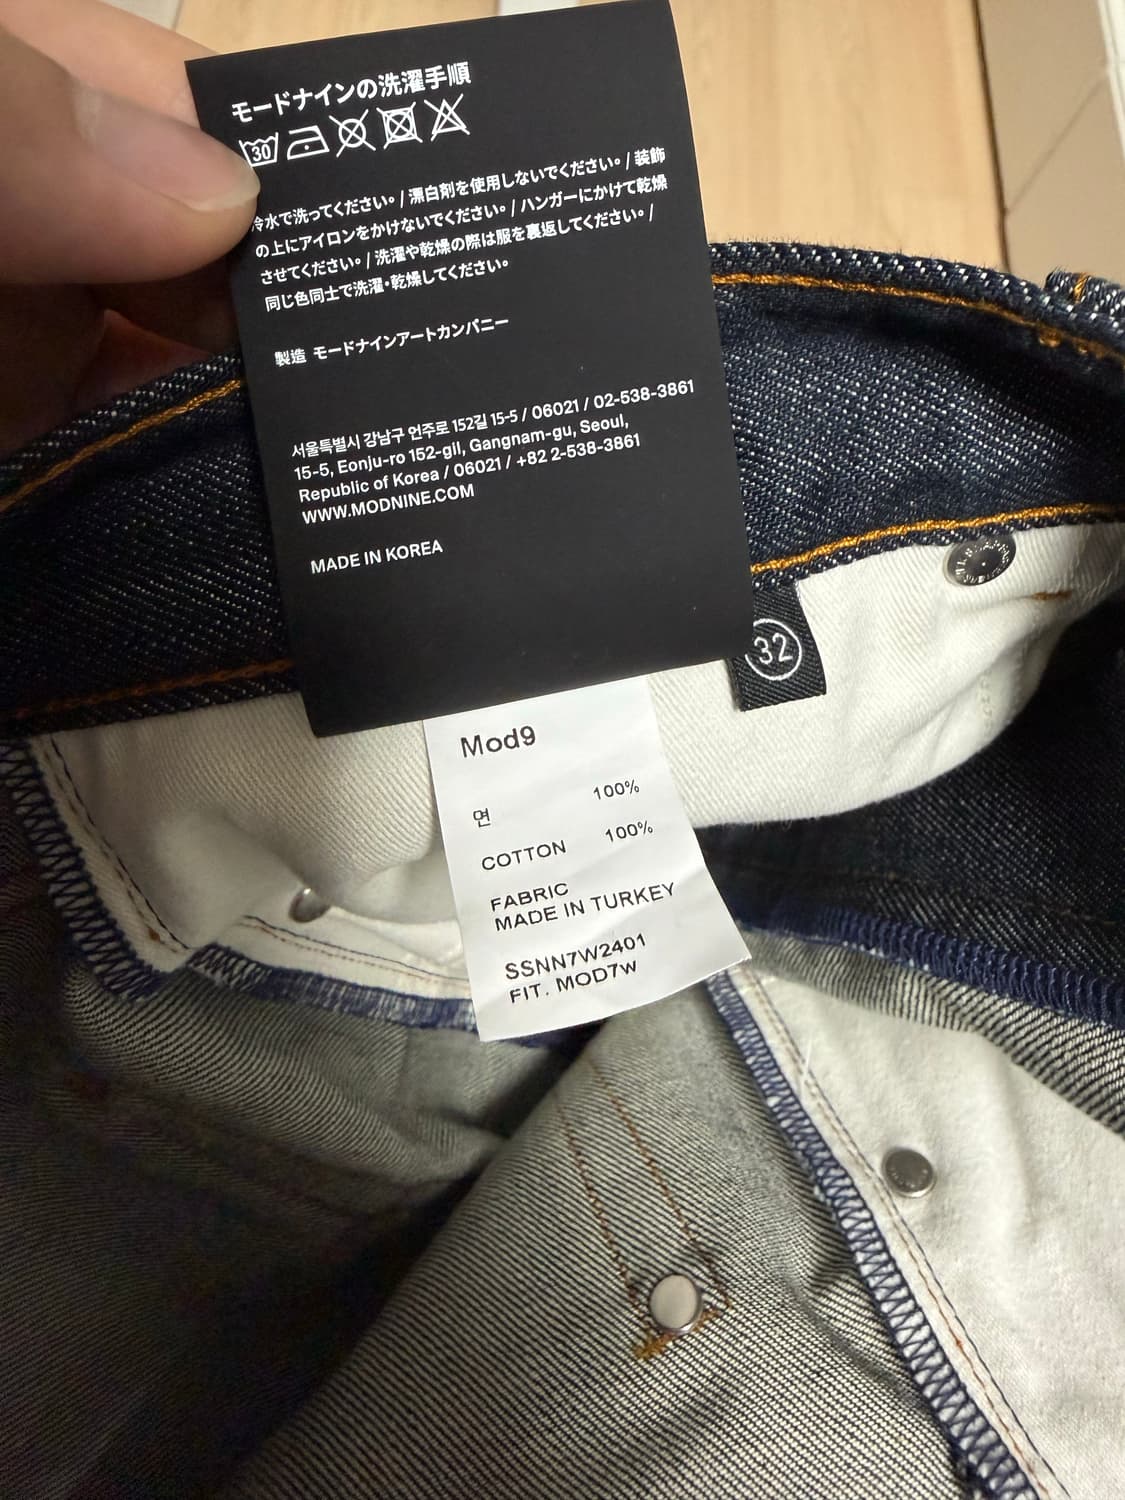 モードナインの洗濯手順
30
冷水で洗ってください。/ 漂白剤を使用しないでください。/ 装飾
の上にアイロンをかけないでください。/ ハンガーにかけて乾燥
させてください。/ 洗濯や乾燥の際は服を裏返してください。/
同じ色同士で洗濯・乾燥してください。
製造 モードナインアートカンパニー
서울특별시 강남구 언주로 152길 15-5 / 06021 / 02-538-3861
15-5, Eonju-ro 152-gil, Gangnam-gu, Seoul,
Republic of Korea / 06021 / +82 2-538-3861
WWW.MODNINE.COM
MADE IN KOREA
32
Mod9
면 100%
COTTON 100%
FABRIC
MADE IN TURKEY
SSNN7W2401
FIT. MOD7W